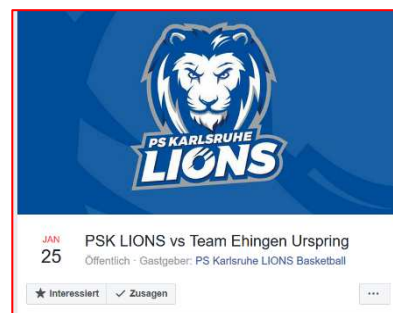 PS KARLSRUHE
LIONS
JAN
25
PSK LIONS vs Team Ehingen Urspring
Öffentlich · Gastgeber: PS Karlsruhe LIONS Basketball
Interessiert
Zusagen